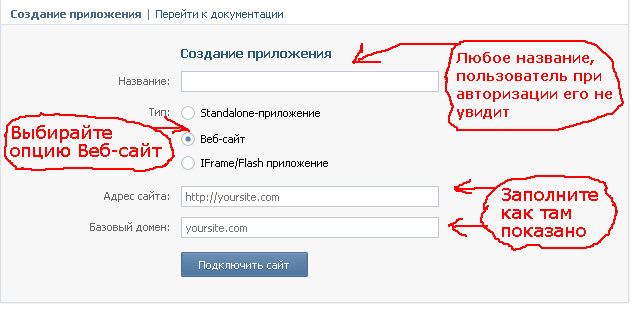 Создание приложения | Перейти к документации
Создание приложения
Название:
Любое название,
пользователь при
авторизации его не
увидит
Тип:
Standalone-приложение
Веб-сайт
IFrame/Flash приложение
Выбирайте
опцию Веб-сайт
Адрес сайта: http://yoursite.com
Базовый домен: yoursite.com
Заполните
как там
показано
Подключить сайт